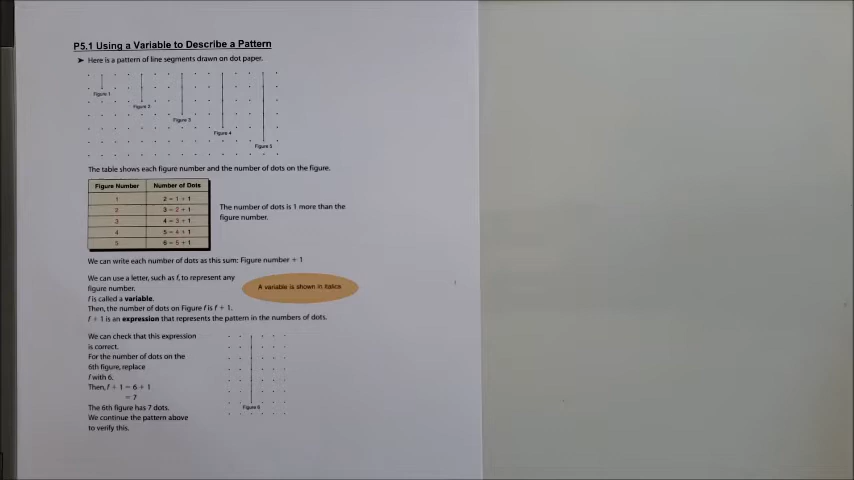 P5.1 Using a Variable to Describe a Pattern
➤ Here is a pattern of line segments drawn on dot paper.
Figure 1
Figure 2
Figure 3
Figure 4
Figure 5
The table shows each figure number and the number of dots on the figure.
Figure Number Number of Dots
1 2 = 1 + 1
2 3 = 2 + 1
3 4 = 3 + 1
4 5 = 4 + 1
5 6 = 5 + 1
The number of dots is 1 more than the
figure number.
We can write each number of dots as this sum: Figure number + 1
We can use a letter, such as f, to represent any
figure number.
f is called a variable.
Then, the number of dots on Figure f is f + 1.
f + 1 is an expression that represents the pattern in the numbers of dots.
A variable is shown in italics
We can check that this expression
is correct.
For the number of dots on the
6th figure, replace
f with 6.
Then, f + 1 = 6 + 1
= 7
The 6th figure has 7 dots.
We continue the pattern above
to verify this.
Figure 6